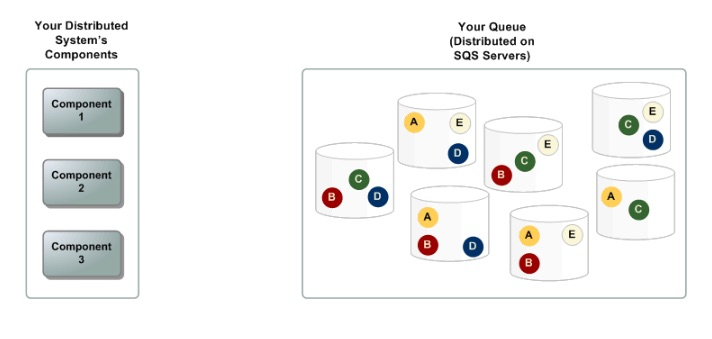 Your Distributed
System's
Components
Component
1
Component
2
Component
3
Your Queue
(Distributed on
SQS Servers)
C
B
D
A
E
D
A
B
D
E
C
B
A
E
B
E
C
D
A
C